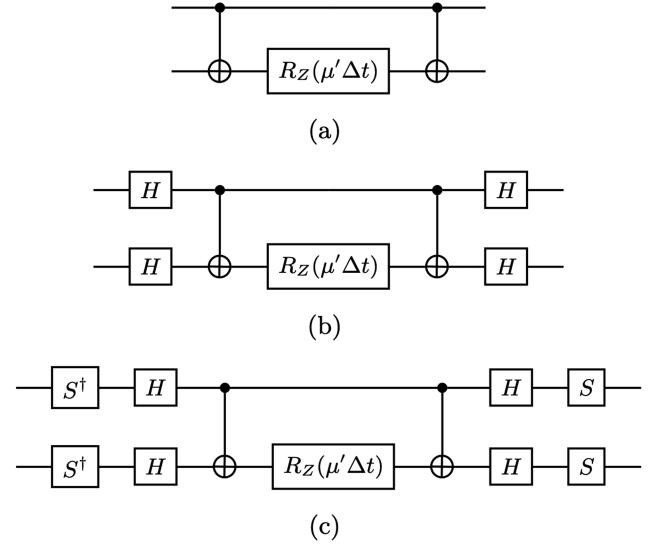 R_Z(μ′Δt)
(a)
H H
H R_Z(μ′Δt) H
(b)
S† H H S
S† H R_Z(μ′Δt) H S
(c)